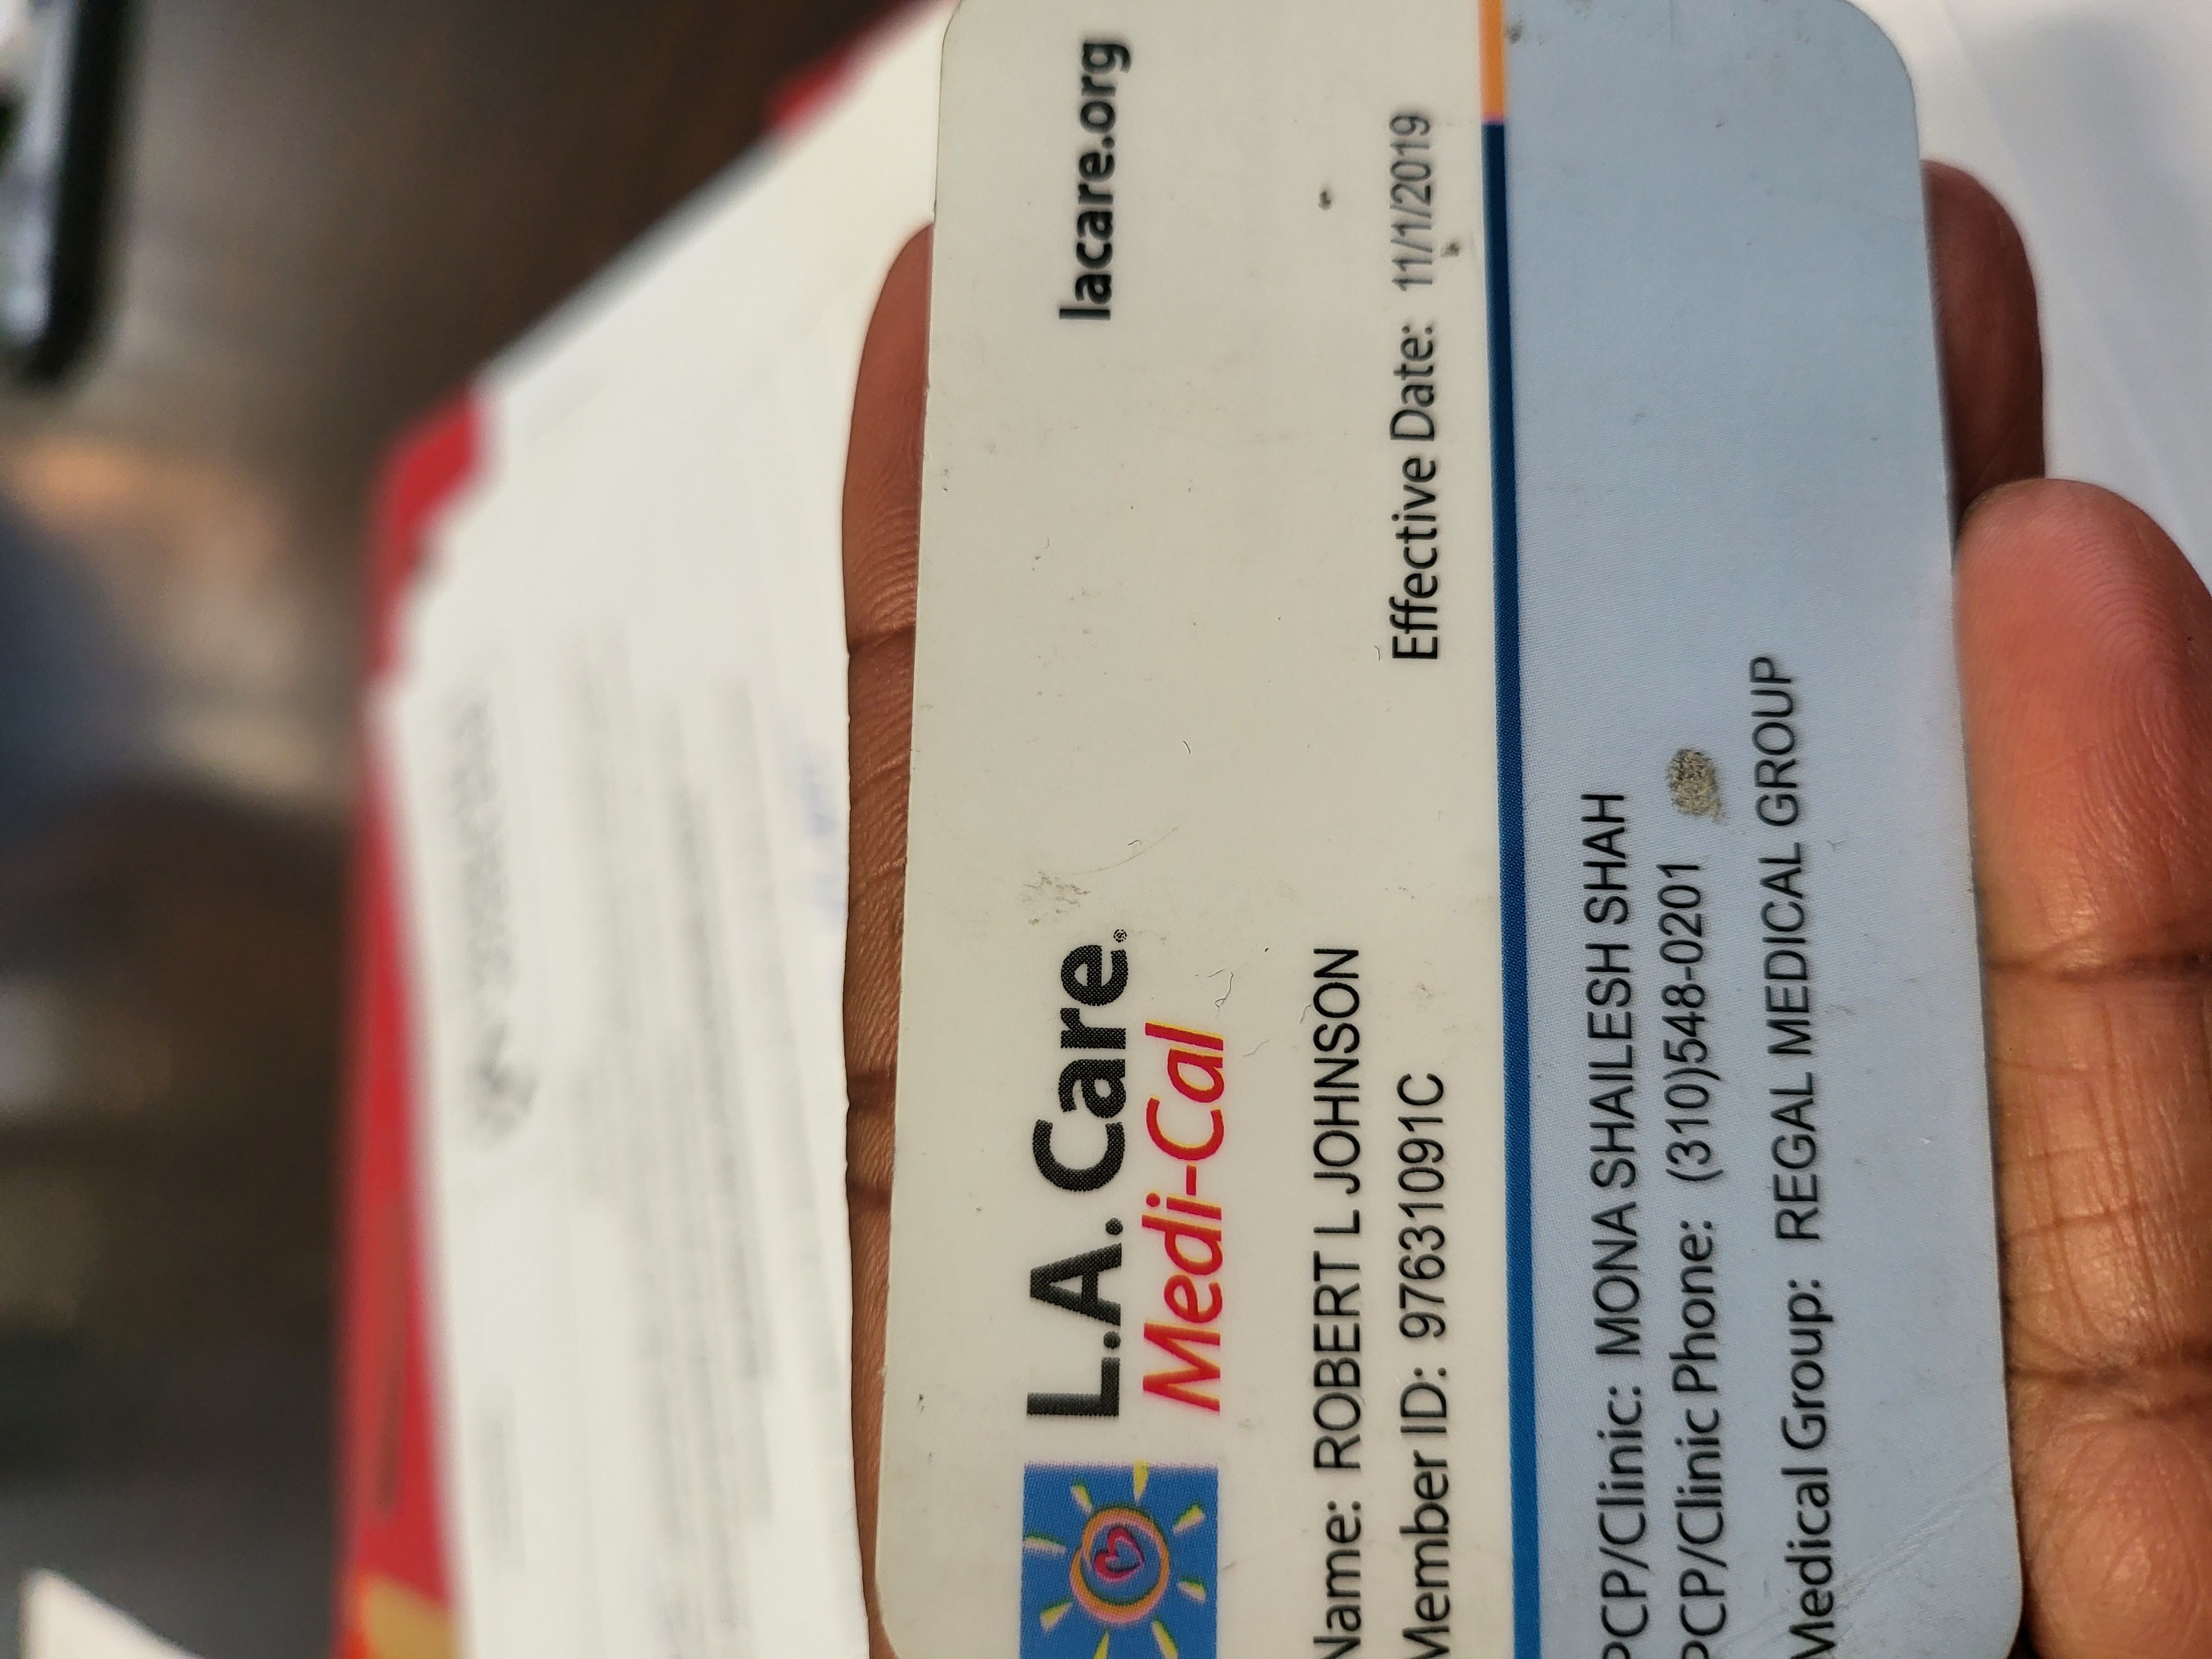 L.A. Care®
lacare.org
Medi-Cal
Name: ROBERT L JOHNSON
Member ID: 97631091C
Effective Date: 11/1/2019
PCP/Clinic: MONA SHAILESH SHAH
PCP/Clinic Phone: (310)548-0201
Medical Group: REGAL MEDICAL GROUP